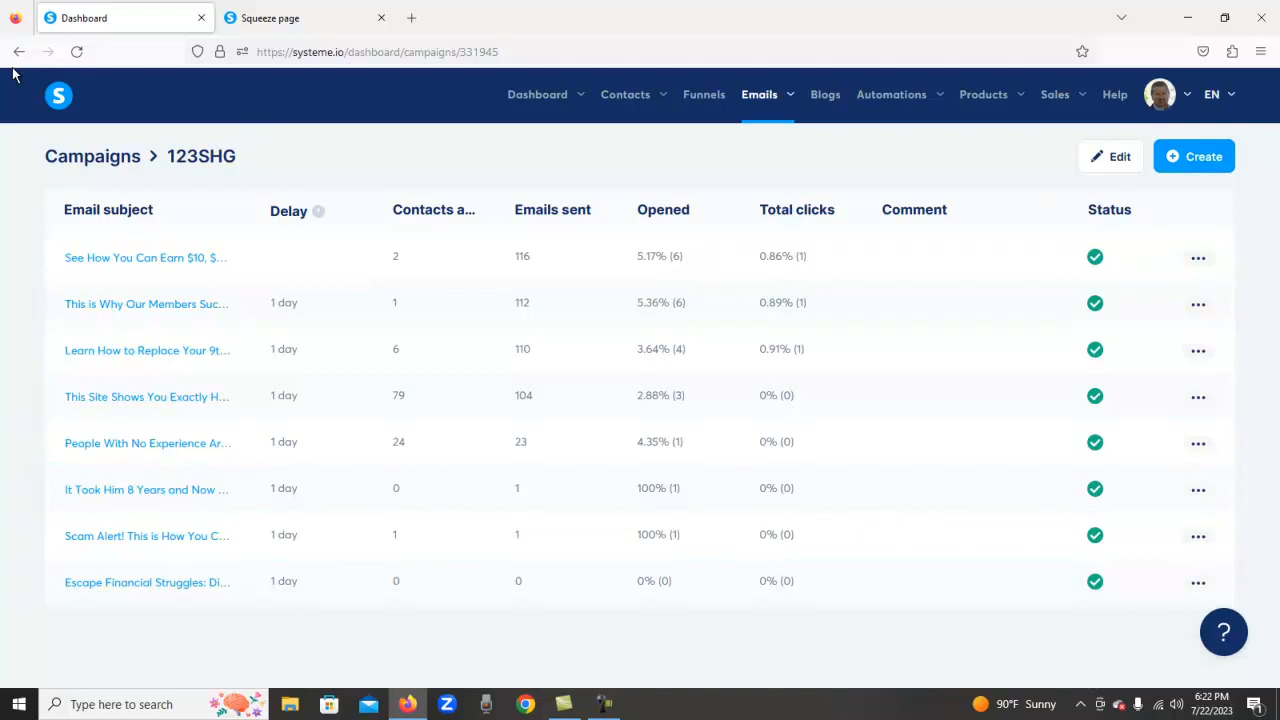 Dashboard
Squeeze page
https://systeme.io/dashboard/campaigns/331945
S
Dashboard Contacts Funnels Emails Blogs Automations Products Sales Help EN
Campaigns > 123SHG
Edit
Create
Email subject Delay ? Contacts a... Emails sent Opened Total clicks Comment Status
See How You Can Earn $10, $... 2 116 5.17% (6) 0.86% (1)
This is Why Our Members Suc... 1 day 1 112 5.36% (6) 0.89% (1)
Learn How to Replace Your 9t... 1 day 6 110 3.64% (4) 0.91% (1)
This Site Shows You Exactly H... 1 day 79 104 2.88% (3) 0% (0)
People With No Experience Ar... 1 day 24 23 4.35% (1) 0% (0)
It Took Him 8 Years and Now ... 1 day 0 1 100% (1) 0% (0)
Scam Alert! This is How You C... 1 day 1 1 100% (1) 0% (0)
Escape Financial Struggles: Di... 1 day 0 0 0% (0) 0% (0)
?
Type here to search
90°F Sunny
6:22 PM
7/22/2023